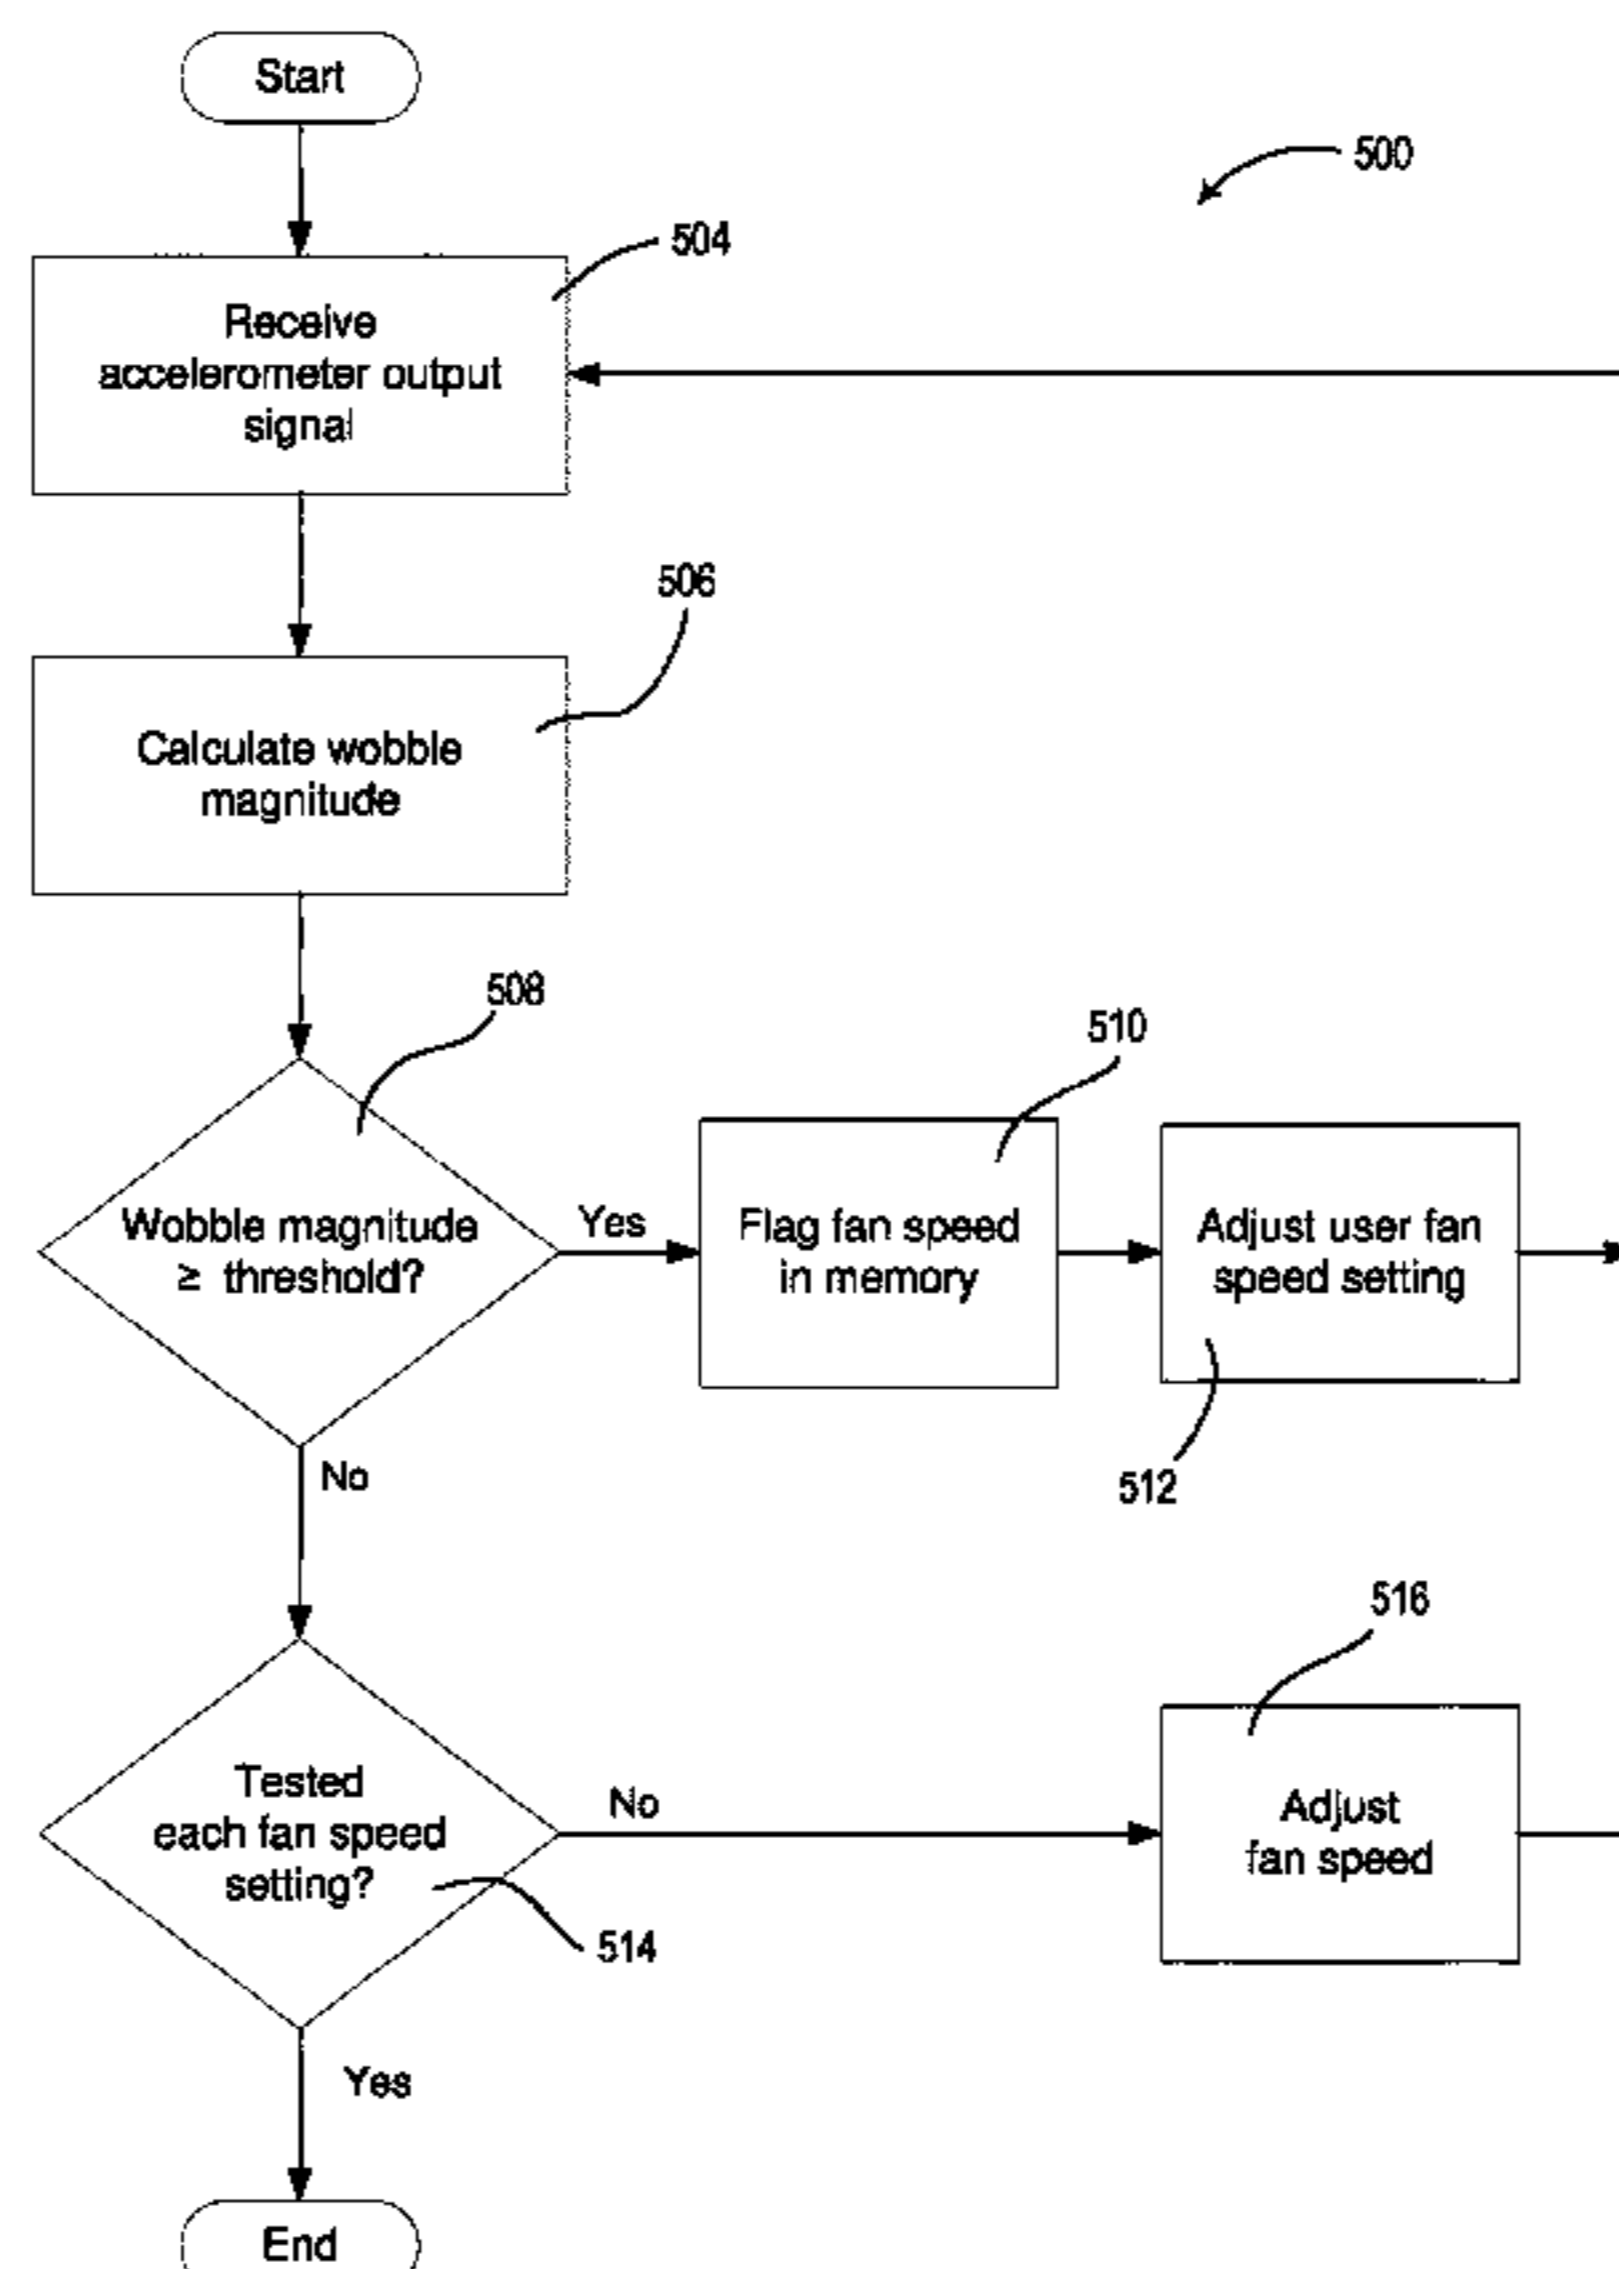 Start
500
504
Receive
accelerometer output
signal
506
Calculate wobble
magnitude
508
510
Wobble magnitude
≥ threshold?
Yes
Flag fan speed
in memory
Adjust user fan
speed setting
No
512
516
Tested
each fan speed
setting?
No
Adjust
fan speed
514
Yes
End